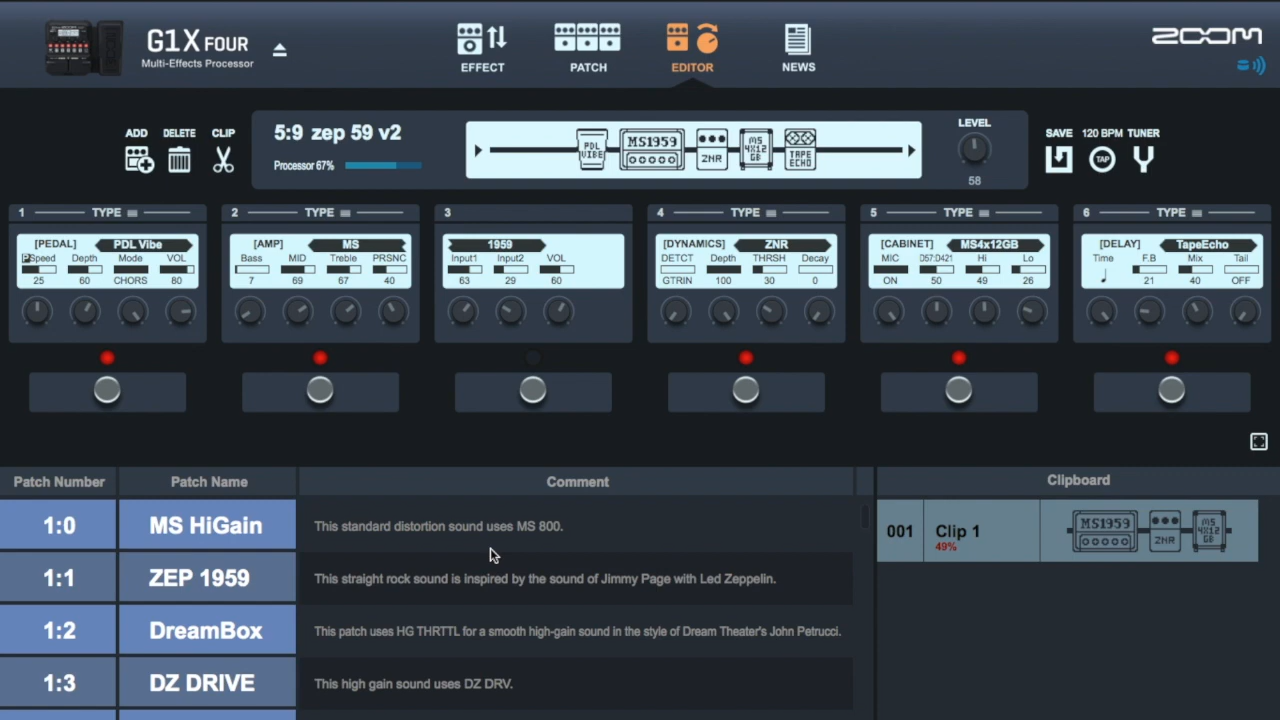 G1X FOUR
Multi-Effects Processor
EFFECT
PATCH
EDITOR
NEWS
ZOOM
ADD
DELETE
CLIP
5:9 zep 59 v2
Processor 67%
PDL VIBE
MS1959
ZNR
MS 4X12 GB
TAPE ECHO
LEVEL
58
SAVE
120 BPM
TUNER
TAP
1 TYPE
[PEDAL] PDL Vibe
P Speed Depth Mode VOL
25 60 CHORS 80
2 TYPE
[AMP] MS
Bass MID Treble PRSNC
7 69 67 40
3
1959
Input1 Input2 VOL
63 29 60
4 TYPE
[DYNAMICS] ZNR
DETCT Depth THRSH Decay
GTRIN 100 30 0
5 TYPE
[CABINET] MS4x12GB
MIC D57:D421 Hi Lo
ON 50 49 26
6 TYPE
[DELAY] TapeEcho
Time F.B Mix Tail
21 40 OFF
Patch Number Patch Name Comment
1:0 MS HiGain This standard distortion sound uses MS 800.
1:1 ZEP 1959 This straight rock sound is inspired by the sound of Jimmy Page with Led Zeppelin.
1:2 DreamBox This patch uses HG THRTTL for a smooth high-gain sound in the style of Dream Theater's John Petrucci.
1:3 DZ DRIVE This high gain sound uses DZ DRV.
Clipboard
001 Clip 1
49%
MS1959
ZNR
MS 4X12 GB